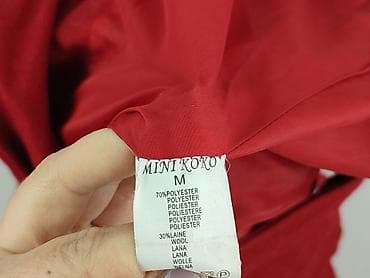 MINI KOKO
M
70%POLYESTER
POLYESTER
POLIESTER
POLIESTERE
POLIESTER
POLYESTER
30%LAINE
WOOL
LANA
LANA
WOLLE